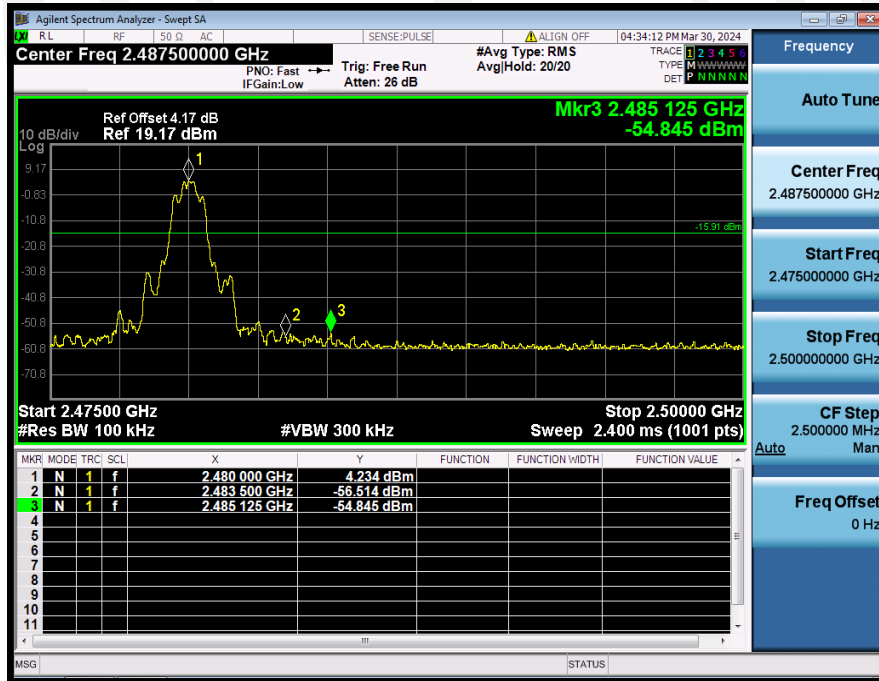 Agilent Spectrum Analyzer - Swept SA
LXI RL RF 50 Ω AC SENSE:PULSE ALIGN OFF 04:34:12 PM Mar 30, 2024
Center Freq 2.487500000 GHz
PNO: Fast
IFGain:Low
Trig: Free Run
Atten: 26 dB
#Avg Type: RMS
Avg|Hold: 20/20
TRACE 1 2 3 4 5 6
TYPE M WWWWW
DET P N N N N N
Frequency
Auto Tune
Center Freq
2.487500000 GHz
Start Freq
2.475000000 GHz
Stop Freq
2.500000000 GHz
CF Step
2.500000 MHz
Auto Man
Freq Offset
0 Hz
Mkr3 2.485 125 GHz
-54.845 dBm
Ref Offset 4.17 dB
10 dB/div Ref 19.17 dBm
Log
9.17
-0.83
-10.8
-20.8
-30.8
-40.8
-50.8
-60.8
-70.8
1
2
3
-15.91 dBm
Start 2.47500 GHz Stop 2.50000 GHz
#Res BW 100 kHz #VBW 300 kHz Sweep 2.400 ms (1001 pts)
MKR MODE TRC SCL X Y FUNCTION FUNCTION WIDTH FUNCTION VALUE
1 N 1 f 2.480 000 GHz 4.234 dBm
2 N 1 f 2.483 500 GHz -56.514 dBm
3 N 1 f 2.485 125 GHz -54.845 dBm
4
5
6
7
8
9
10
11
MSG STATUS